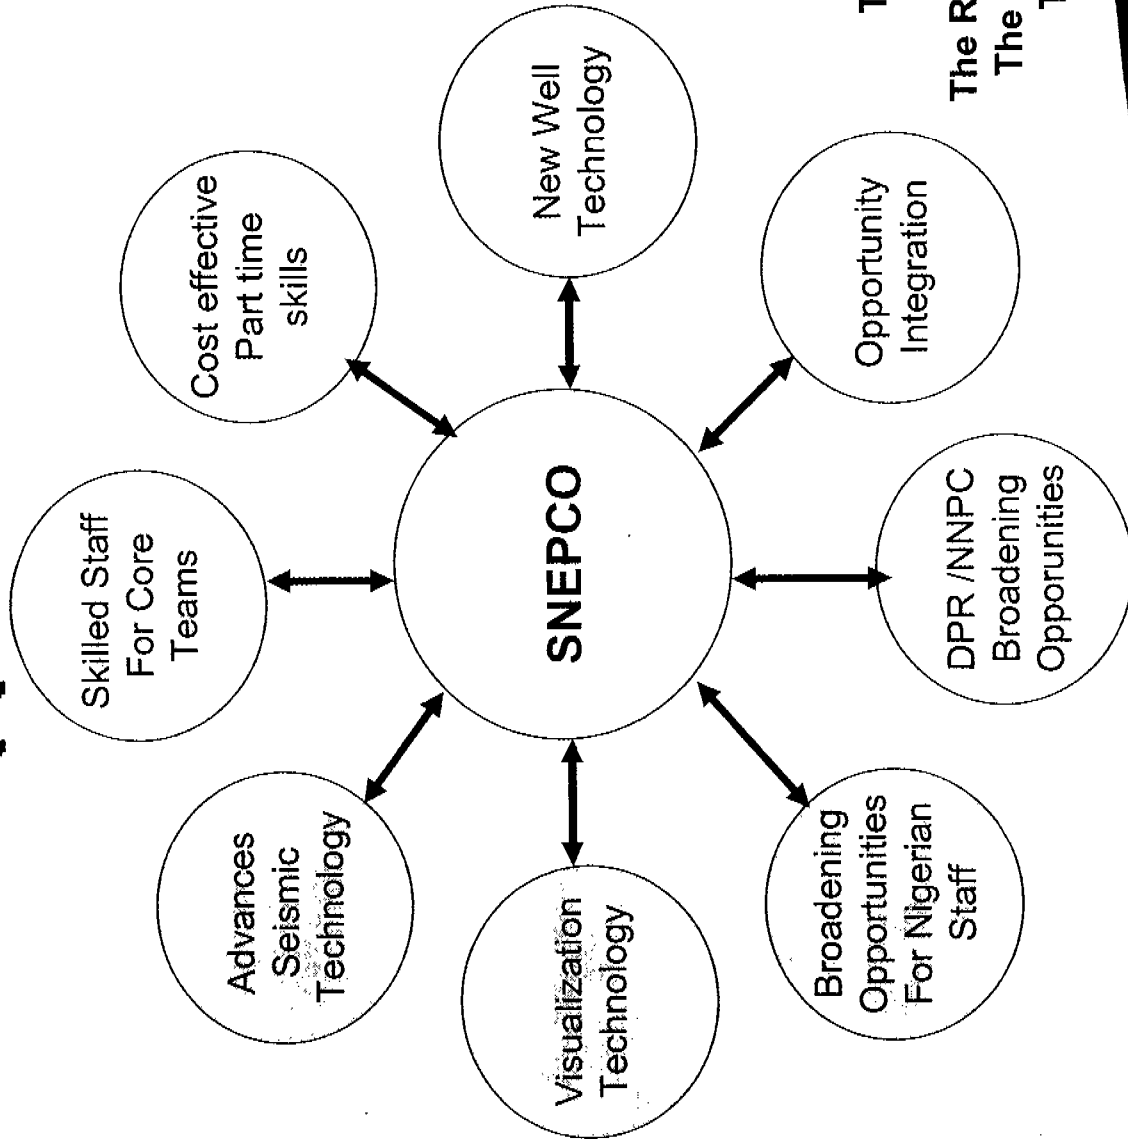 Skilled Staff
For Core
Teams
Cost effective
Part time
skills
Advances
Seismic
Technology
New Well
Technology
SNEPCO
Visualization
Technology
Opportunity
Integration
Broadening
Opportunities
For Nigerian
Staff
DPR /NNPC
Broadening
Opporunities
The R
The